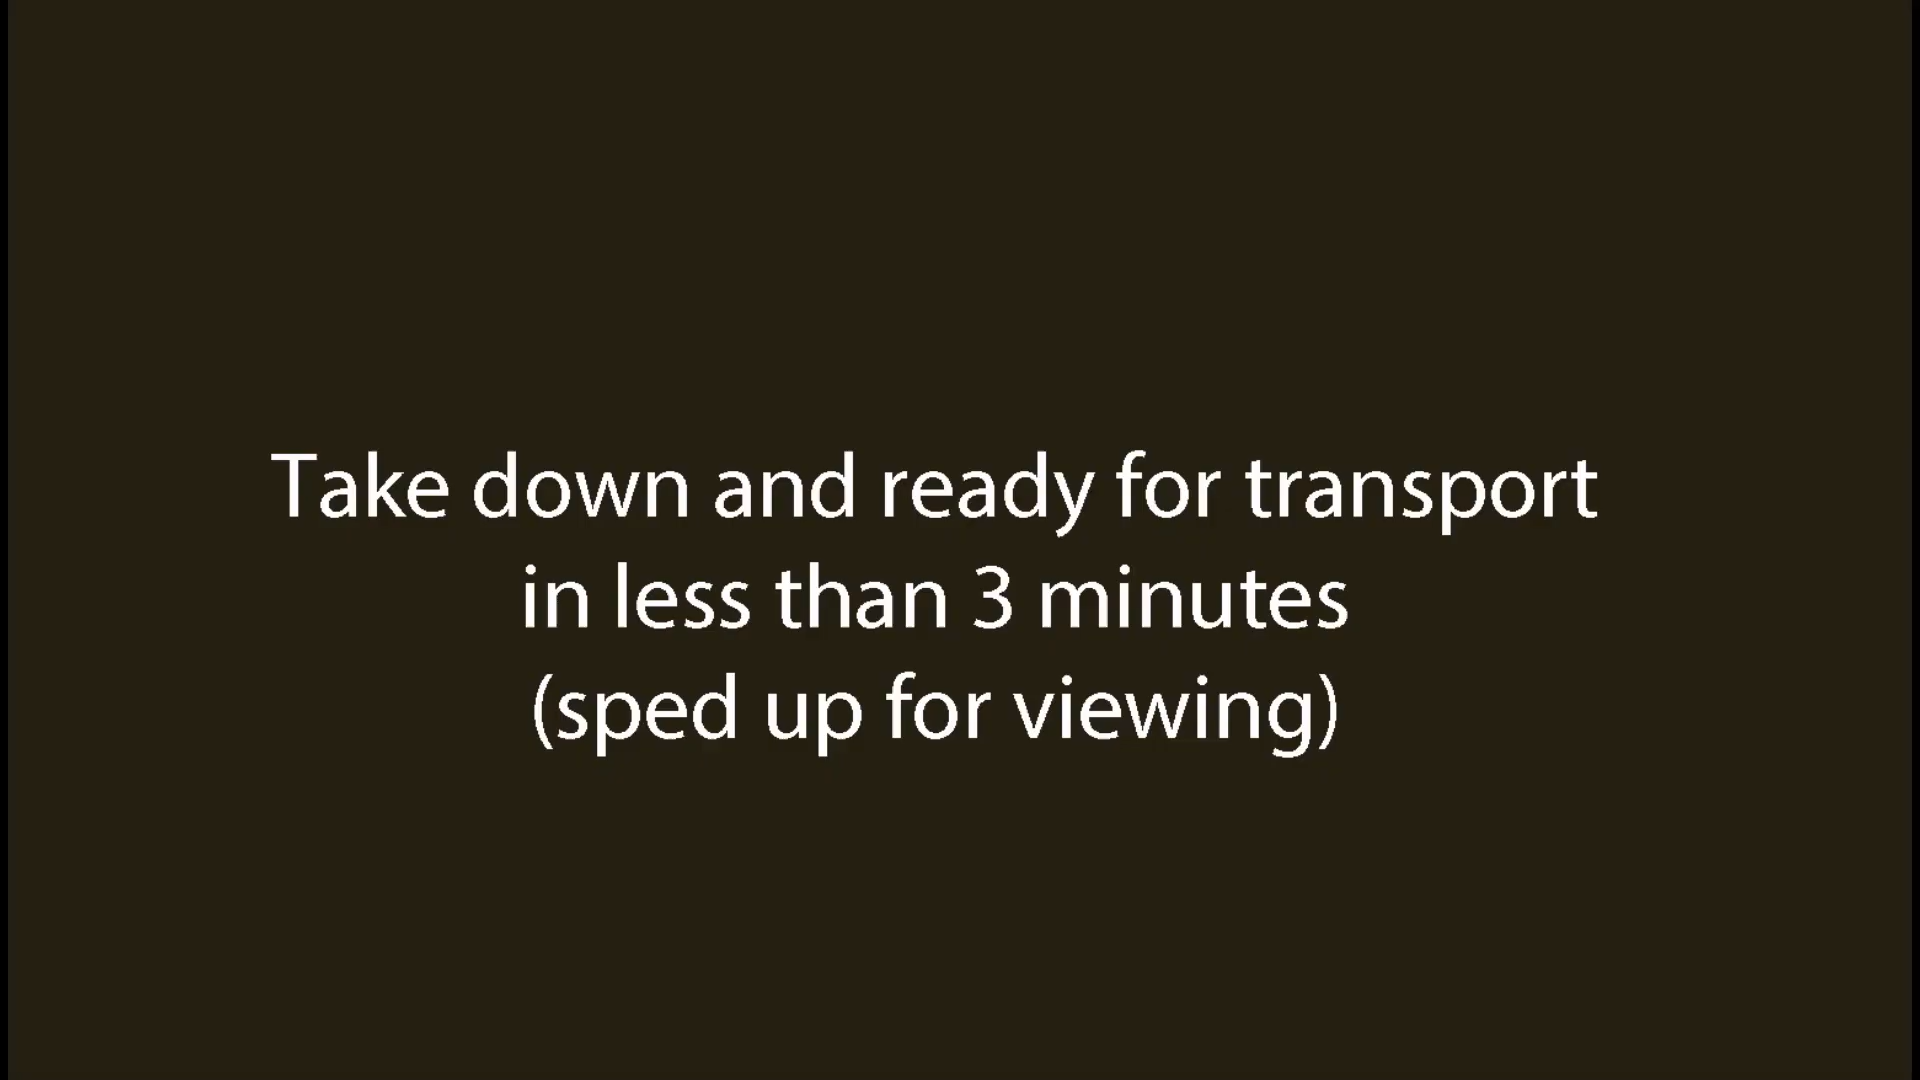 Take down and ready for transport
in less than 3 minutes
(sped up for viewing)